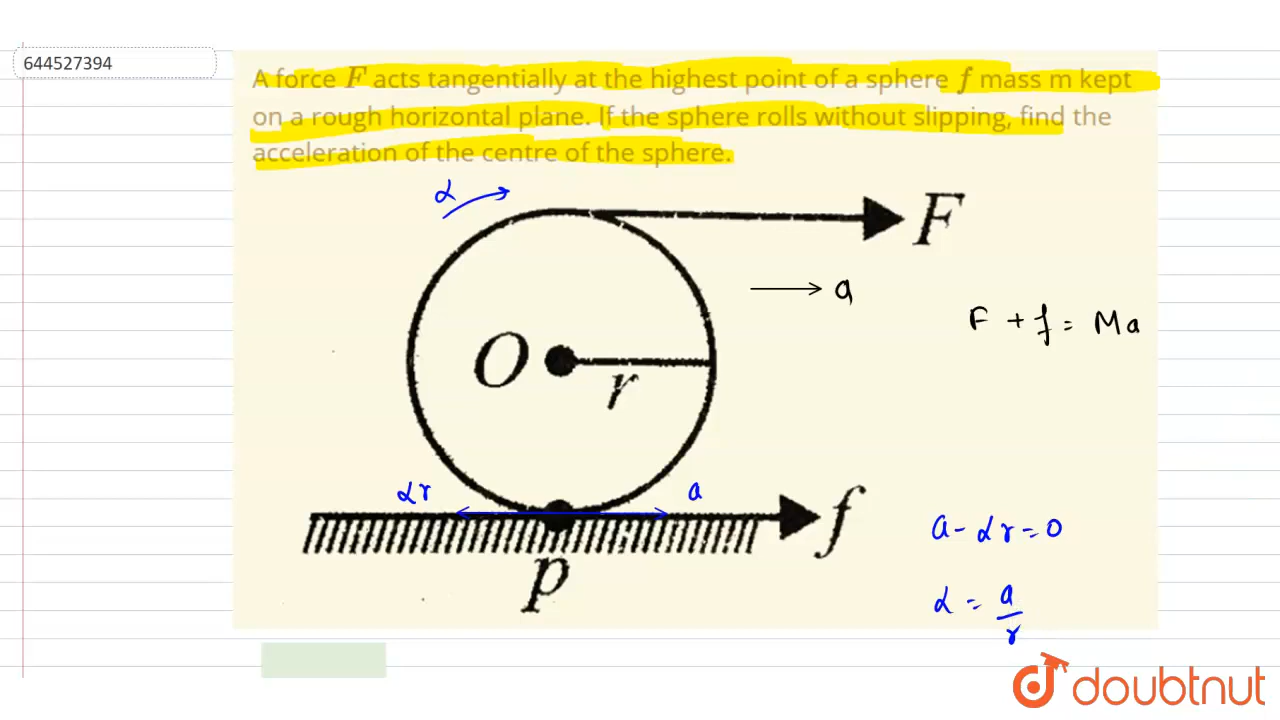 644527394
A force F acts tangentially at the highest point of a sphere f mass m kept
on a rough horizontal plane. If the sphere rolls without slipping, find the
acceleration of the centre of the sphere.
α
F
a
F + f = Ma
O
r
αr
a
f
a - αr = 0
p
α = a/r
doubtnut